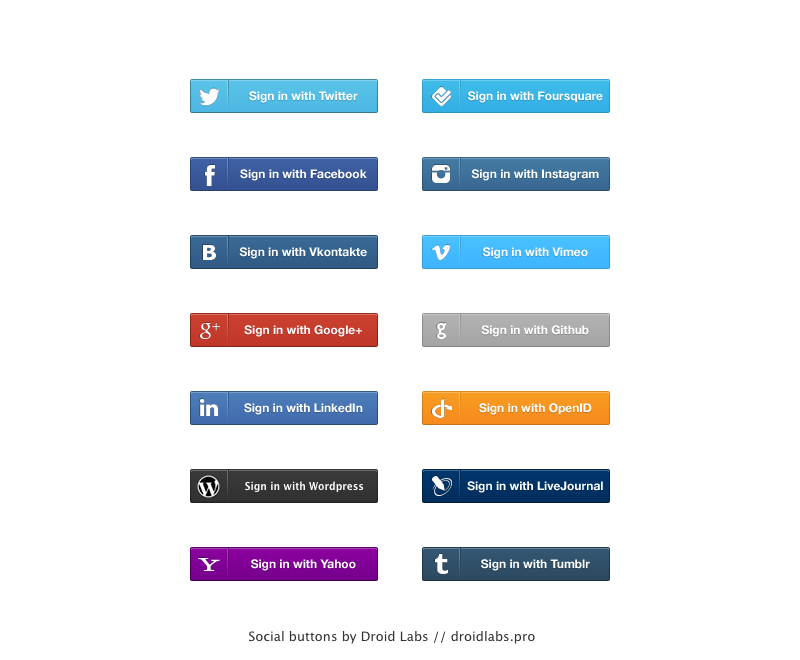 Sign in with Twitter
Sign in with Foursquare
Sign in with Facebook
Sign in with Instagram
B Sign in with Vkontakte
Sign in with Vimeo
g+ Sign in with Google+
g Sign in with Github
in Sign in with LinkedIn
Sign in with OpenID
W Sign in with Wordpress
Sign in with LiveJournal
Y Sign in with Yahoo
t Sign in with Tumblr
Social buttons by Droid Labs // droidlabs.pro